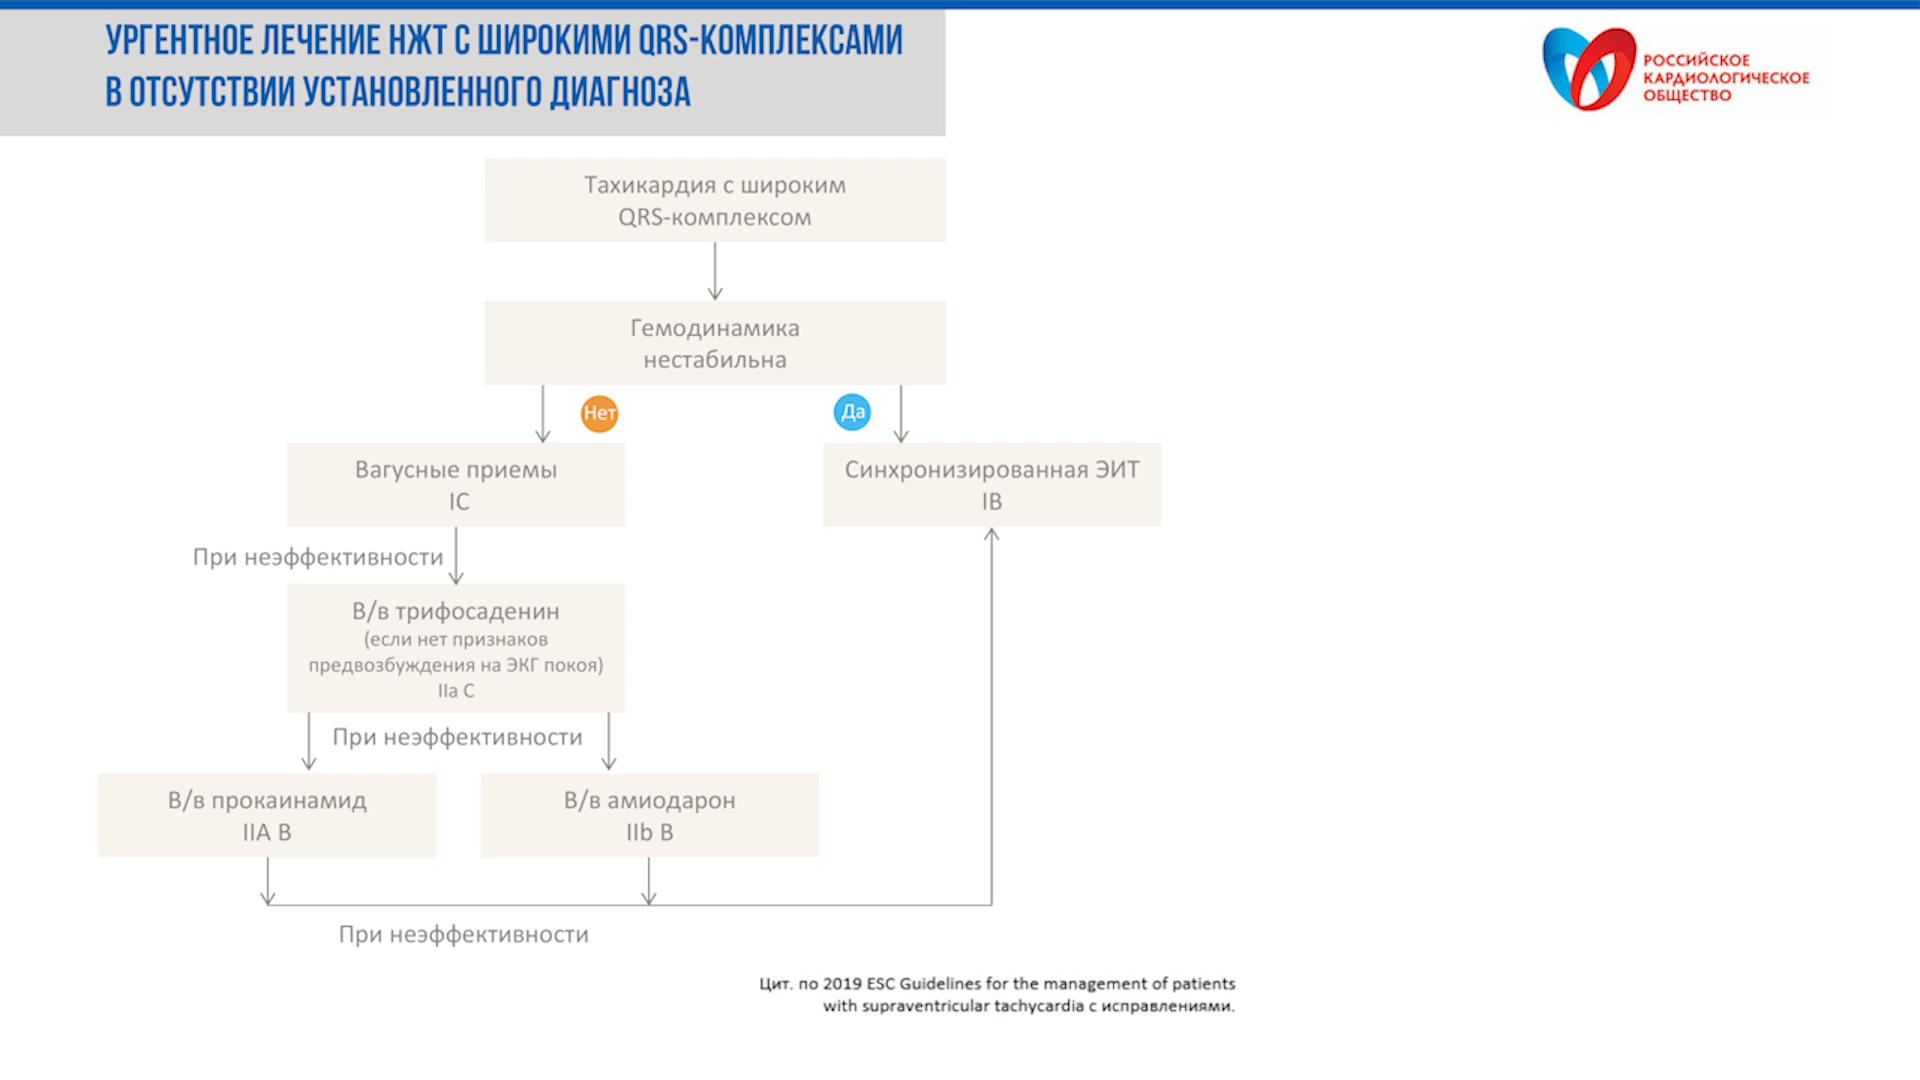 УРГЕНТНОЕ ЛЕЧЕНИЕ НЖТ С ШИРОКИМИ QRS-КОМПЛЕКСАМИ
В ОТСУТСТВИИ УСТАНОВЛЕННОГО ДИАГНОЗА
РОССИЙСКОЕ
КАРДИОЛОГИЧЕСКОЕ
ОБЩЕСТВО
Тахикардия с широким
QRS-комплексом
Гемодинамика
нестабильна
Нет
Да
Вагусные приемы
IC
Синхронизированная ЭИТ
IB
При неэффективности
В/в трифосаденин
(если нет признаков
предвозбуждения на ЭКГ покоя)
IIa C
При неэффективности
В/в прокаинамид
IIA B
В/в амиодарон
IIb B
При неэффективности
Цит. по 2019 ESC Guidelines for the management of patients
with supraventricular tachycardia с исправлениями.